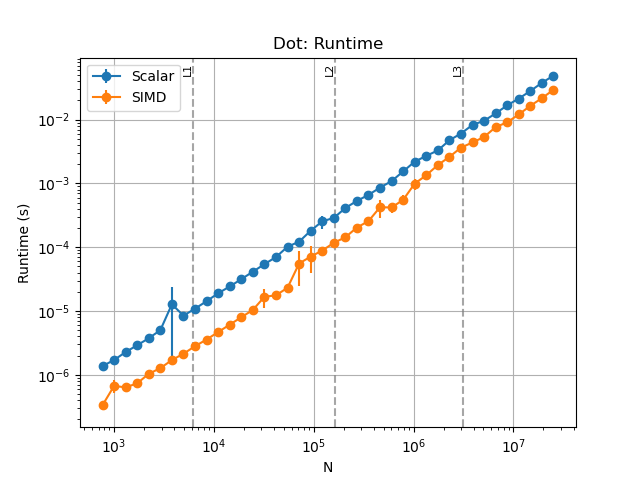 Dot: Runtime
Scalar
SIMD
L1
L2
L3
Runtime (s)
10⁻²
10⁻³
10⁻⁴
10⁻⁵
10⁻⁶
10³
10⁴
10⁵
10⁶
10⁷
N